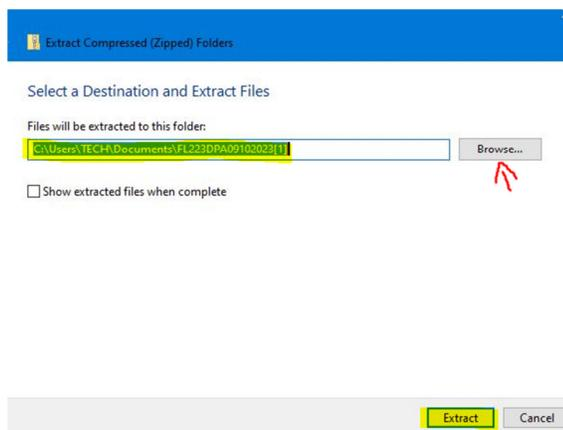 Extract Compressed (Zipped) Folders
Select a Destination and Extract Files
Files will be extracted to this folder:
C:\Users\TECH\Documents\FL223DPA09102023[1]
Browse...
Show extracted files when complete
Extract
Cancel